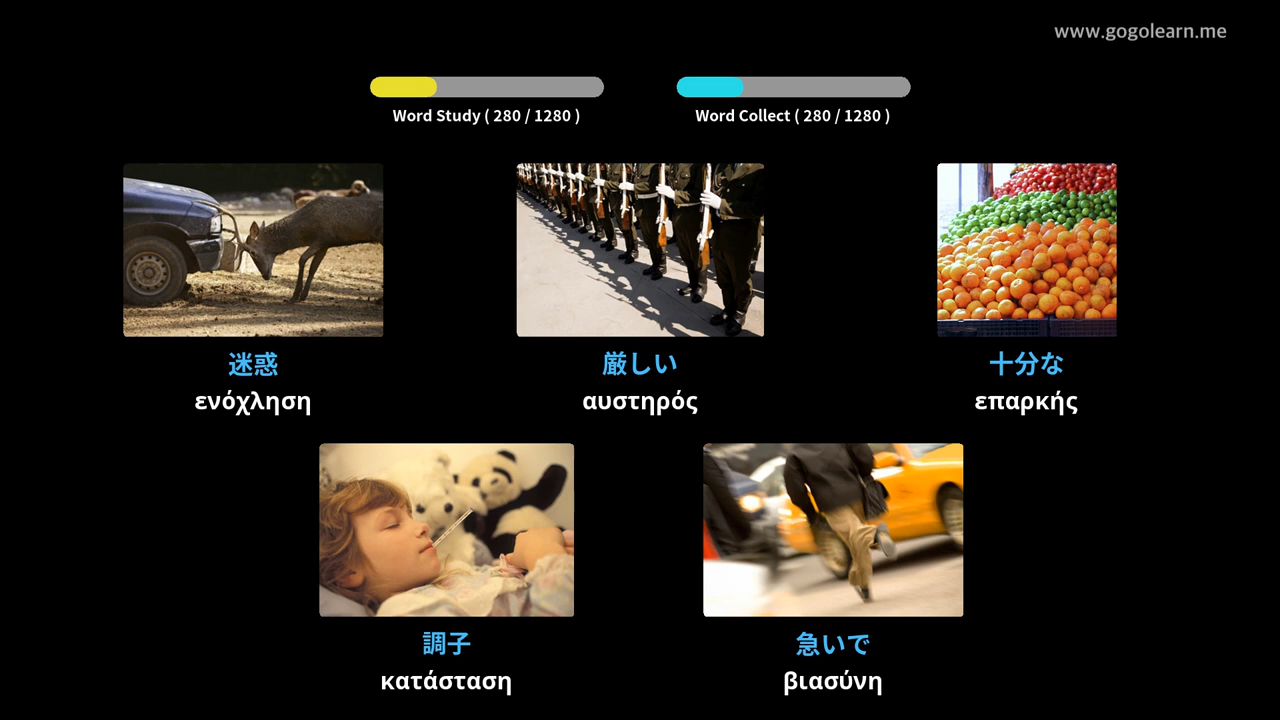 www.gogolearn.me
Word Study ( 280 / 1280 )
Word Collect ( 280 / 1280 )
迷惑
ενόχληση
厳しい
αυστηρός
十分な
επαρκής
調子
κατάσταση
急いで
βιασύνη